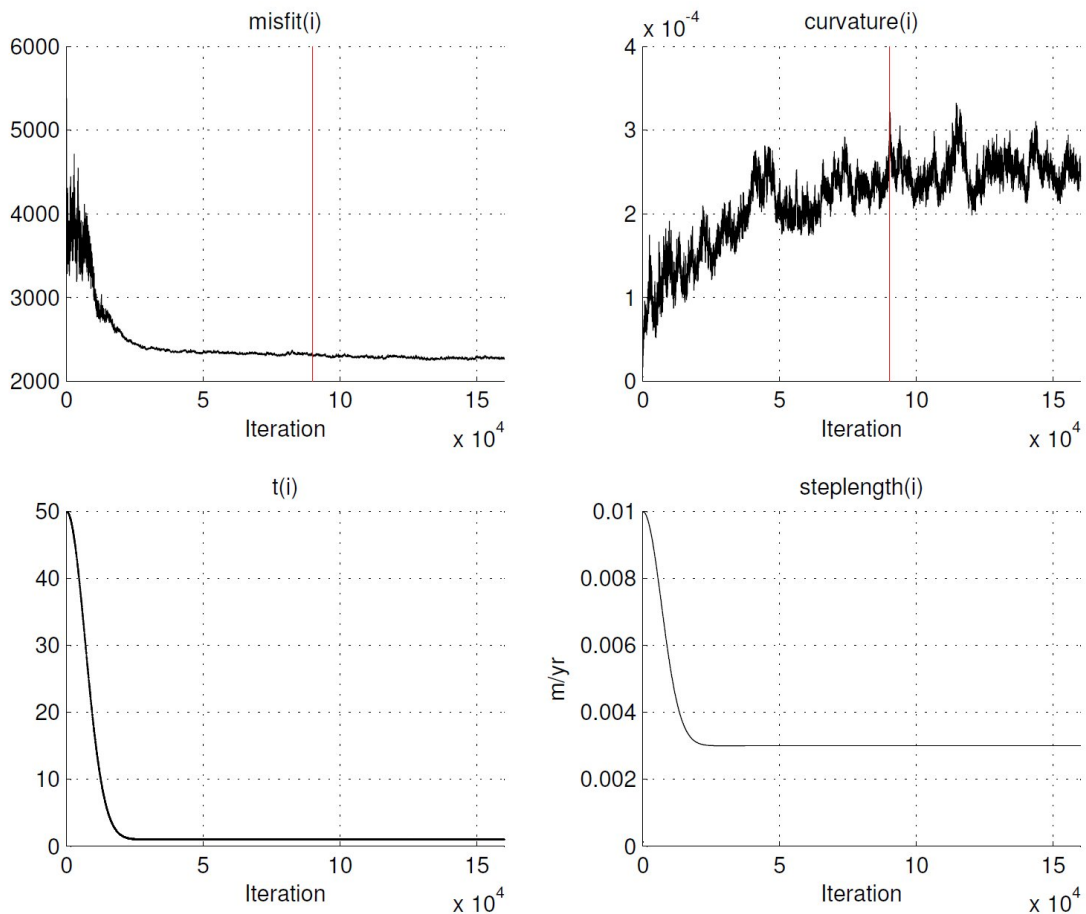 misfit(i)
6000
5000
4000
3000
2000
0
5
10
15
Iteration
x 10^4
curvature(i)
x 10^-4
4
3
2
1
0
0
5
10
15
Iteration
x 10^4
t(i)
50
40
30
20
10
0
0
5
10
15
Iteration
x 10^4
steplength(i)
0.01
0.008
0.006
0.004
0.002
0
m/yr
0
5
10
15
Iteration
x 10^4